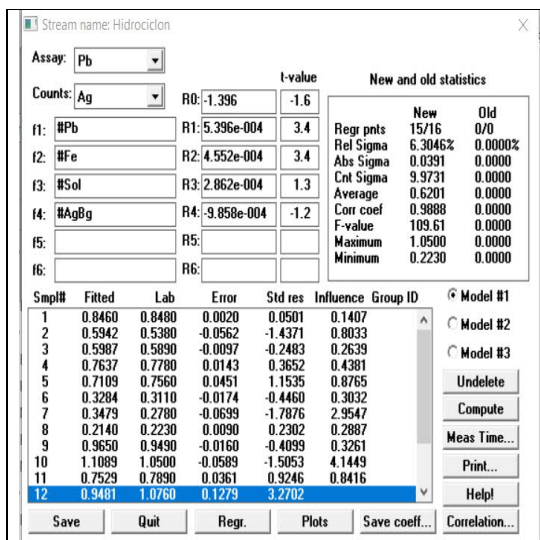 Stream name: Hidrociclon X
Assay: Pb
Counts: Ag
t-value
New and old statistics
R0: -1.396 -1.6
f1: #Pb R1: 5.396e-004 3.4
f2: #Fe R2: 4.552e-004 3.4
f3: #Sol R3: 2.862e-004 1.3
f4: #AgBg R4: -9.858e-004 -1.2
f5: R5:
f6: R6:
New Old
Regr pnts 15/16 0/0
Rel Sigma 6.3046% 0.0000%
Abs Sigma 0.0391 0.0000
Cnt Sigma 9.9731 0.0000
Average 0.6201 0.0000
Corr coef 0.9888 0.0000
F-value 109.61 0.0000
Maximum 1.0500 0.0000
Minimum 0.2230 0.0000
Smpl# Fitted Lab Error Std res Influence Group ID
1 0.8460 0.8480 0.0020 0.0501 0.1407
2 0.5942 0.5380 -0.0562 -1.4371 0.8033
3 0.5987 0.5890 -0.0097 -0.2483 0.2639
4 0.7637 0.7780 0.0143 0.3652 0.4381
5 0.7109 0.7560 0.0451 1.1535 0.8765
6 0.3284 0.3110 -0.0174 -0.4460 0.3032
7 0.3479 0.2780 -0.0699 -1.7876 2.9547
8 0.2140 0.2230 0.0090 0.2302 0.2887
9 0.9650 0.9490 -0.0160 -0.4099 0.3261
10 1.1089 1.0500 -0.0589 -1.5053 4.1449
11 0.7529 0.7890 0.0361 0.9246 0.8416
12 0.9481 1.0760 0.1279 3.2702
Model #1
Model #2
Model #3
Undelete
Compute
Meas Time...
Print...
Help!
Save Quit Regr. Plots Save coeff... Correlation...